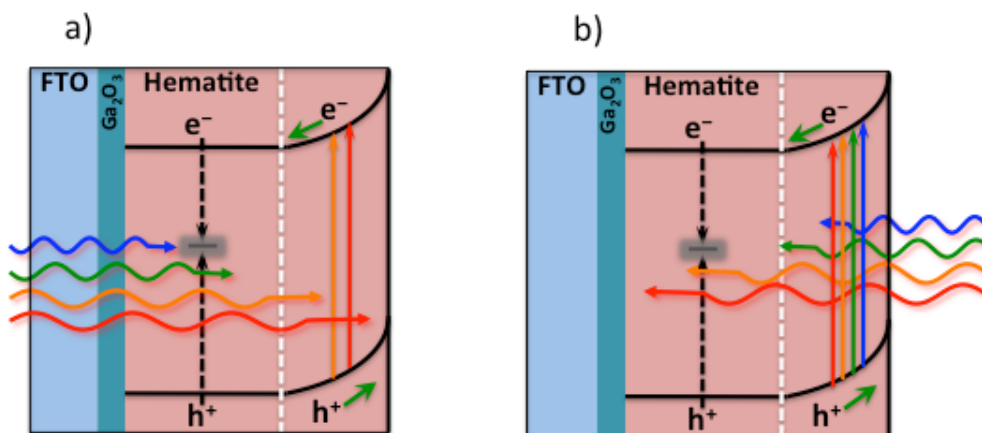 a)
FTO
Ga₂O₃
Hematite
e⁻
e⁻
h⁺
h⁺
b)
FTO
Ga₂O₃
Hematite
e⁻
e⁻
h⁺
h⁺